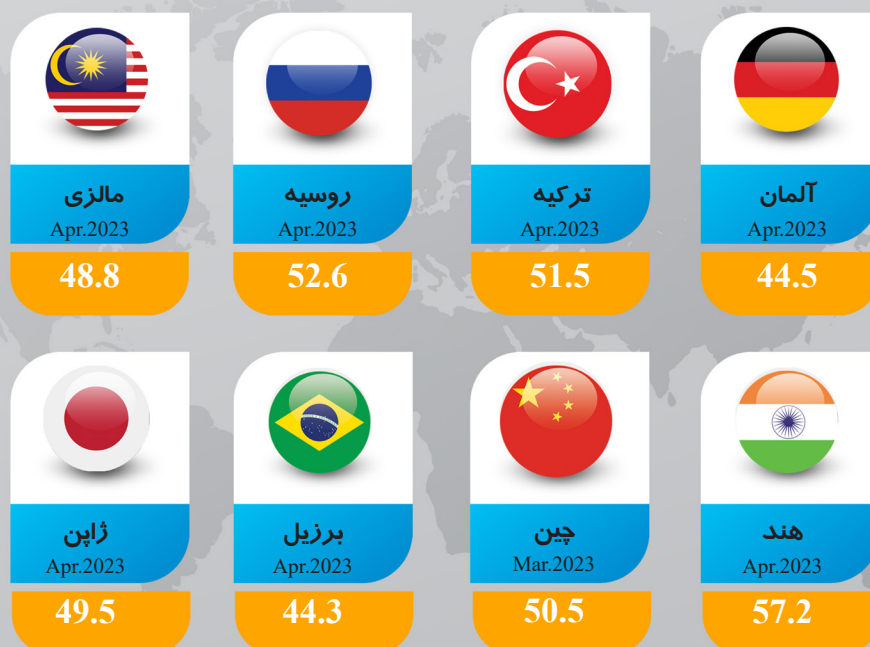 مالزی
Apr.2023
48.8
روسیه
Apr.2023
52.6
ترکیه
Apr.2023
51.5
آلمان
Apr.2023
44.5
ژاپن
Apr.2023
49.5
برزیل
Apr.2023
44.3
چین
Mar.2023
50.5
هند
Apr.2023
57.2